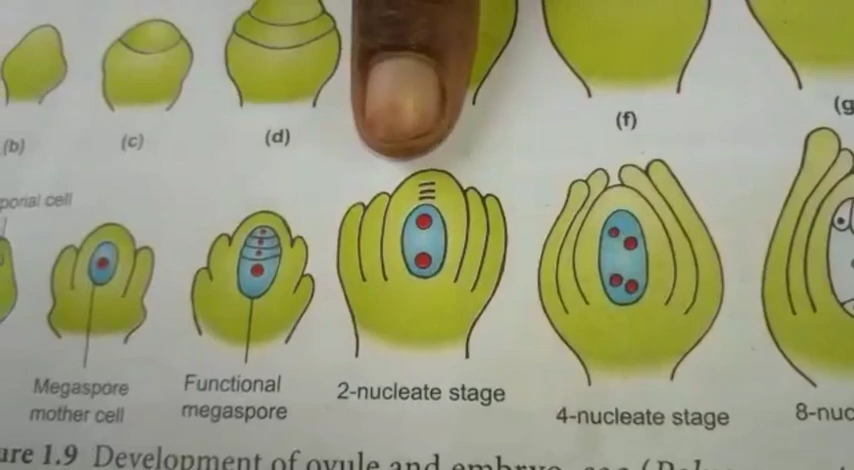 (b)
(c)
(d)
(f)
(g
porial cell
Megaspore
mother cell
Functional
megaspore
2-nucleate stage
4-nucleate stage
8-nuc
ure 1.9 Development of ovule and embryo